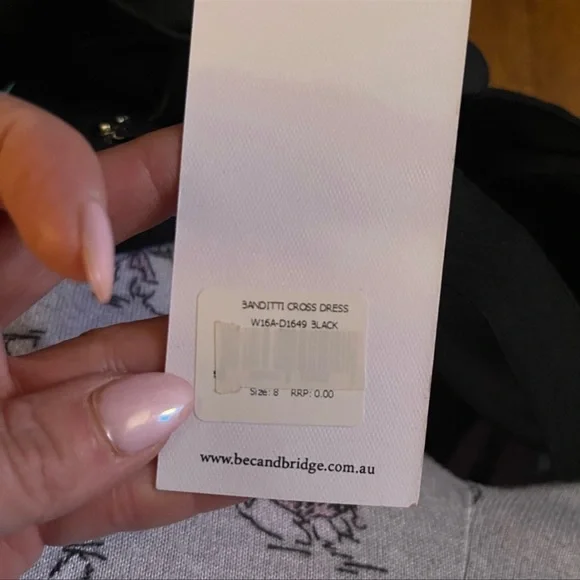 BANDITTI CROSS DRESS
W16A-D1649 BLACK
Size: 8 RRP: 0.00
www.becandbridge.com.au